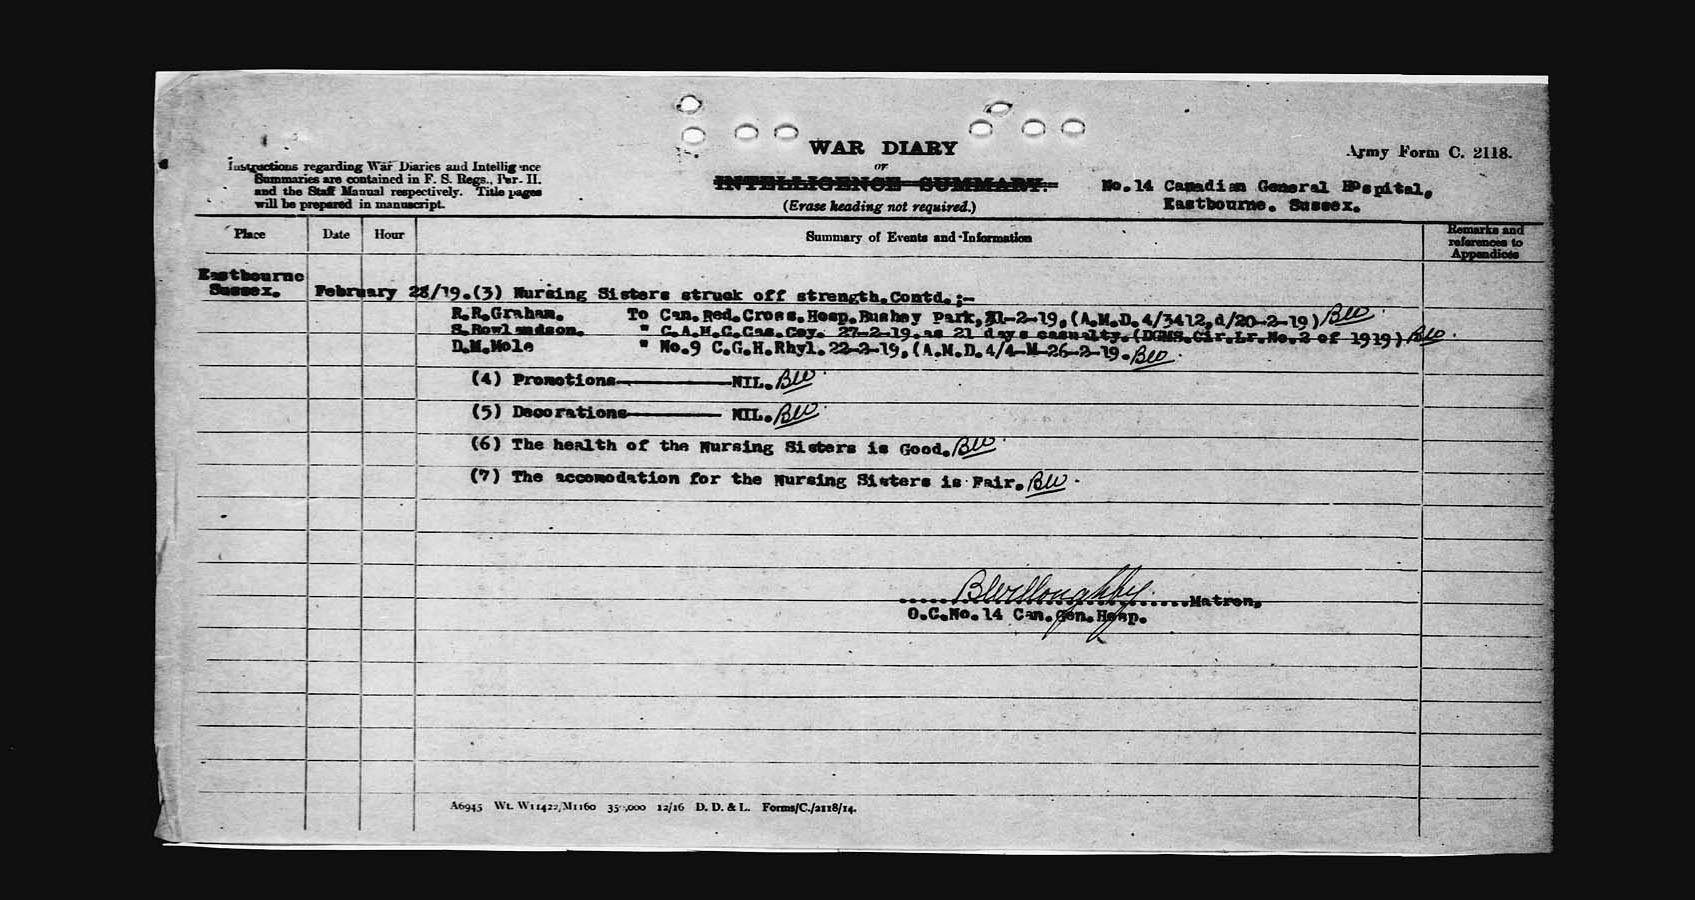 WAR DIARY
or
INTELLIGENCE SUMMARY.
(Erase heading not required.)
Army Form C. 2118.
Instructions regarding War Diaries and Intelligence
Summaries are contained in F. S. Regs., Par. II.
and the Staff Manual respectively. Title pages
will be prepared in manuscript.
No.14 Canadian General Hospital,
Eastbourne. Sussex.
Place
Date
Hour
Summary of Events and Information
Remarks and
references to
Appendices
Eastbourne
Sussex.
February 28/19.(3) Nursing Sisters struck off strength.Contd.;-
R.R.Graham. To Can.Red.Cross.Hosp.Bushey Park, 21-2-19,(A.M.D.4/3412,d/20-2-19) BW
S.Rowlandson. " C.A.M.C.Cas.Coy. 27-2-19.as 21 days casualty.(DGMS.Cir.Lr.No.2 of 1919) BW
D.M.Mole " No.9 C.G.H.Rhyl. 22-2-19,(A.M.D.4/4-M-26-2-19. BW
(4) Promotions—————NIL. BW
(5) Decorations————— NIL. BW
(6) The health of the Nursing Sisters is Good. BW
(7) The accomodation for the Nursing Sisters is Fair. BW
BWilloughby Matron,
O.C.No.14 Can.Gen.Hosp.
A6945 Wt. W11422/M1160 35,000 12/16 D. D. & L. Forms/C./2118/14.